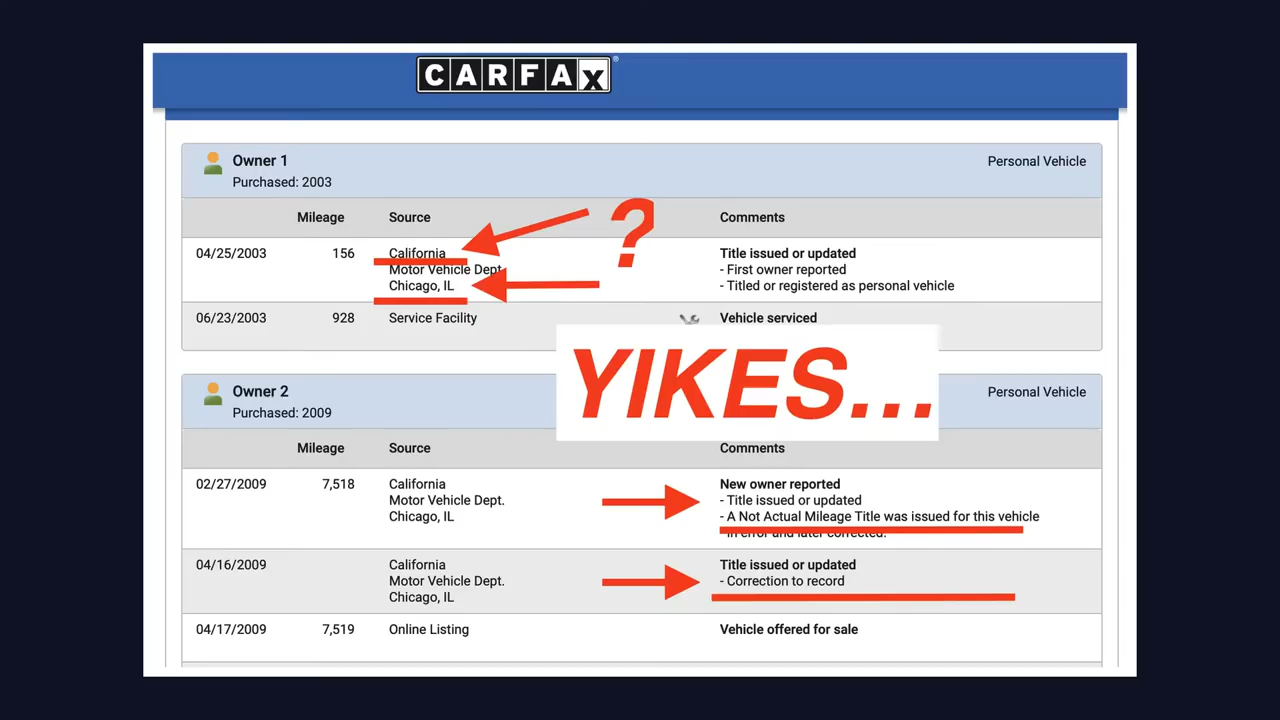 CARFAX®
Owner 1
Personal Vehicle
Purchased: 2003
Mileage Source Comments
?
04/25/2003 156 California Title issued or updated
Motor Vehicle Dept. - First owner reported
Chicago, IL - Titled or registered as personal vehicle
06/23/2003 928 Service Facility Vehicle serviced
YIKES...
Owner 2
Personal Vehicle
Purchased: 2009
Mileage Source Comments
02/27/2009 7,518 California New owner reported
Motor Vehicle Dept. - Title issued or updated
Chicago, IL - A Not Actual Mileage Title was issued for this vehicle
in error and later corrected.
04/16/2009 California Title issued or updated
Motor Vehicle Dept. - Correction to record
Chicago, IL
04/17/2009 7,519 Online Listing Vehicle offered for sale